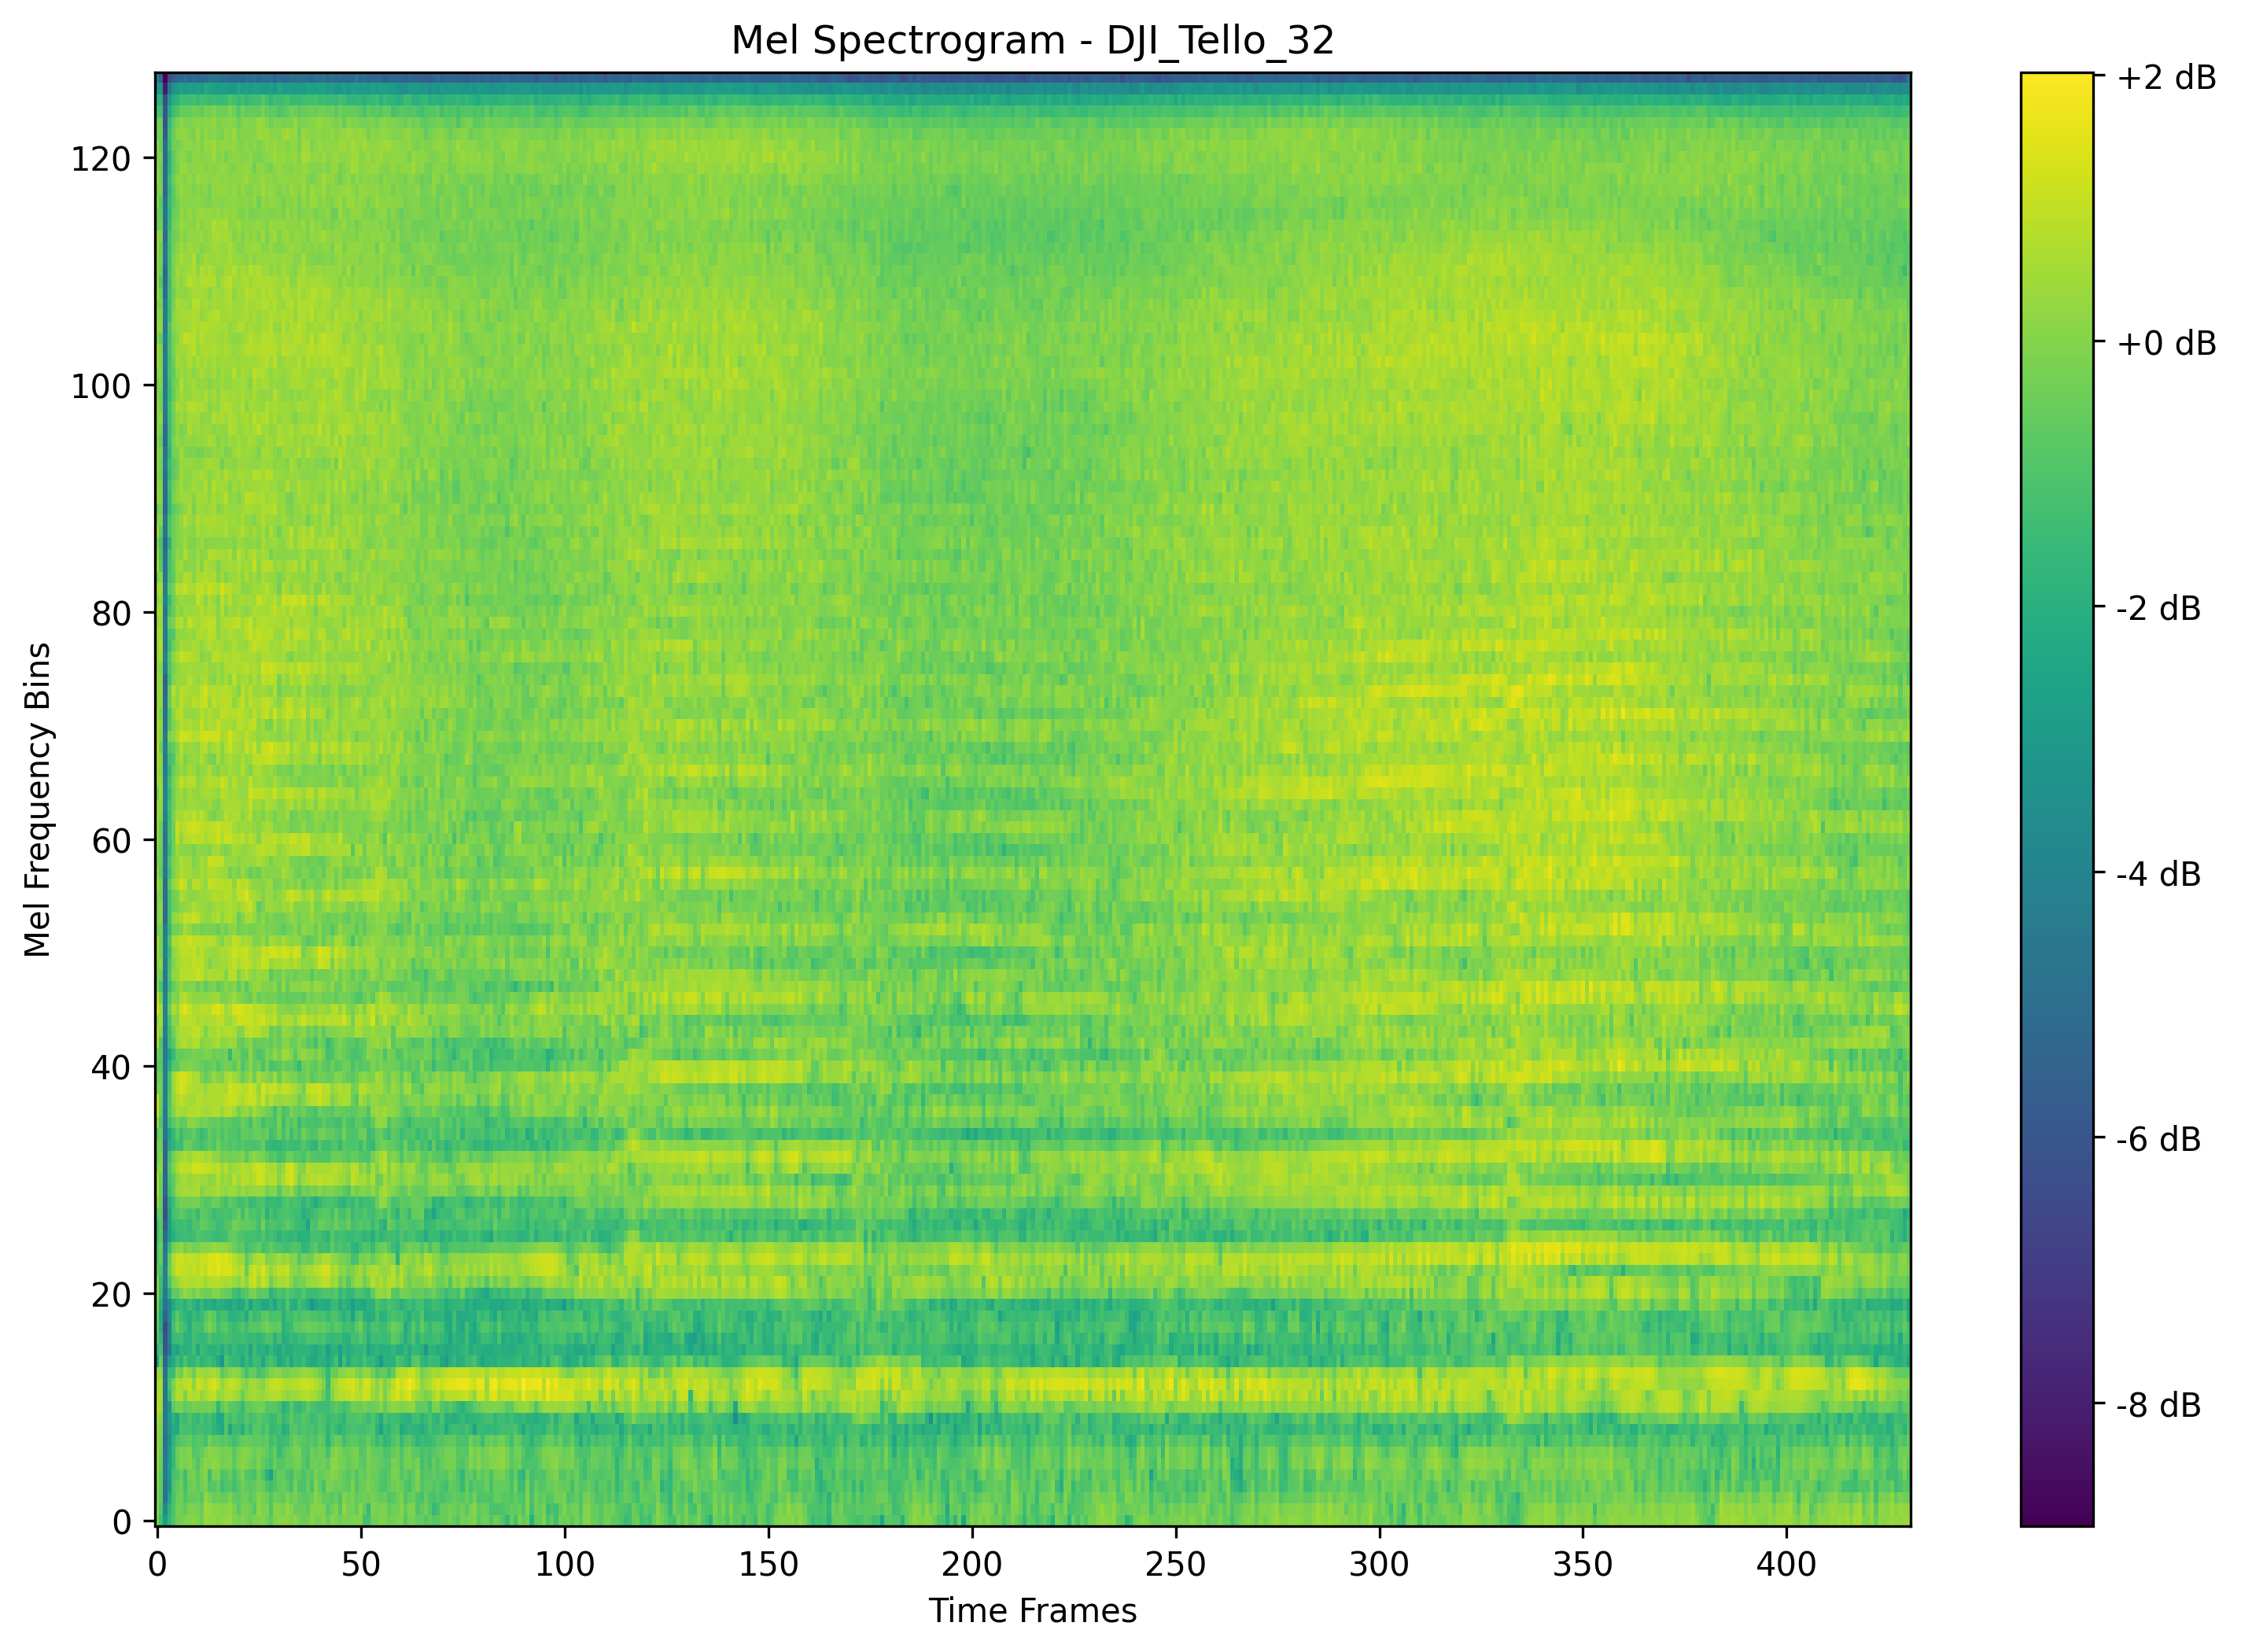 Mel Spectrogram - DJI_Tello_32
+2 dB
120
+0 dB
100
-2 dB
80
Mel Frequency Bins
-4 dB
60
40
-6 dB
20
-8 dB
0
0 50 100 150 200 250 300 350 400
Time Frames